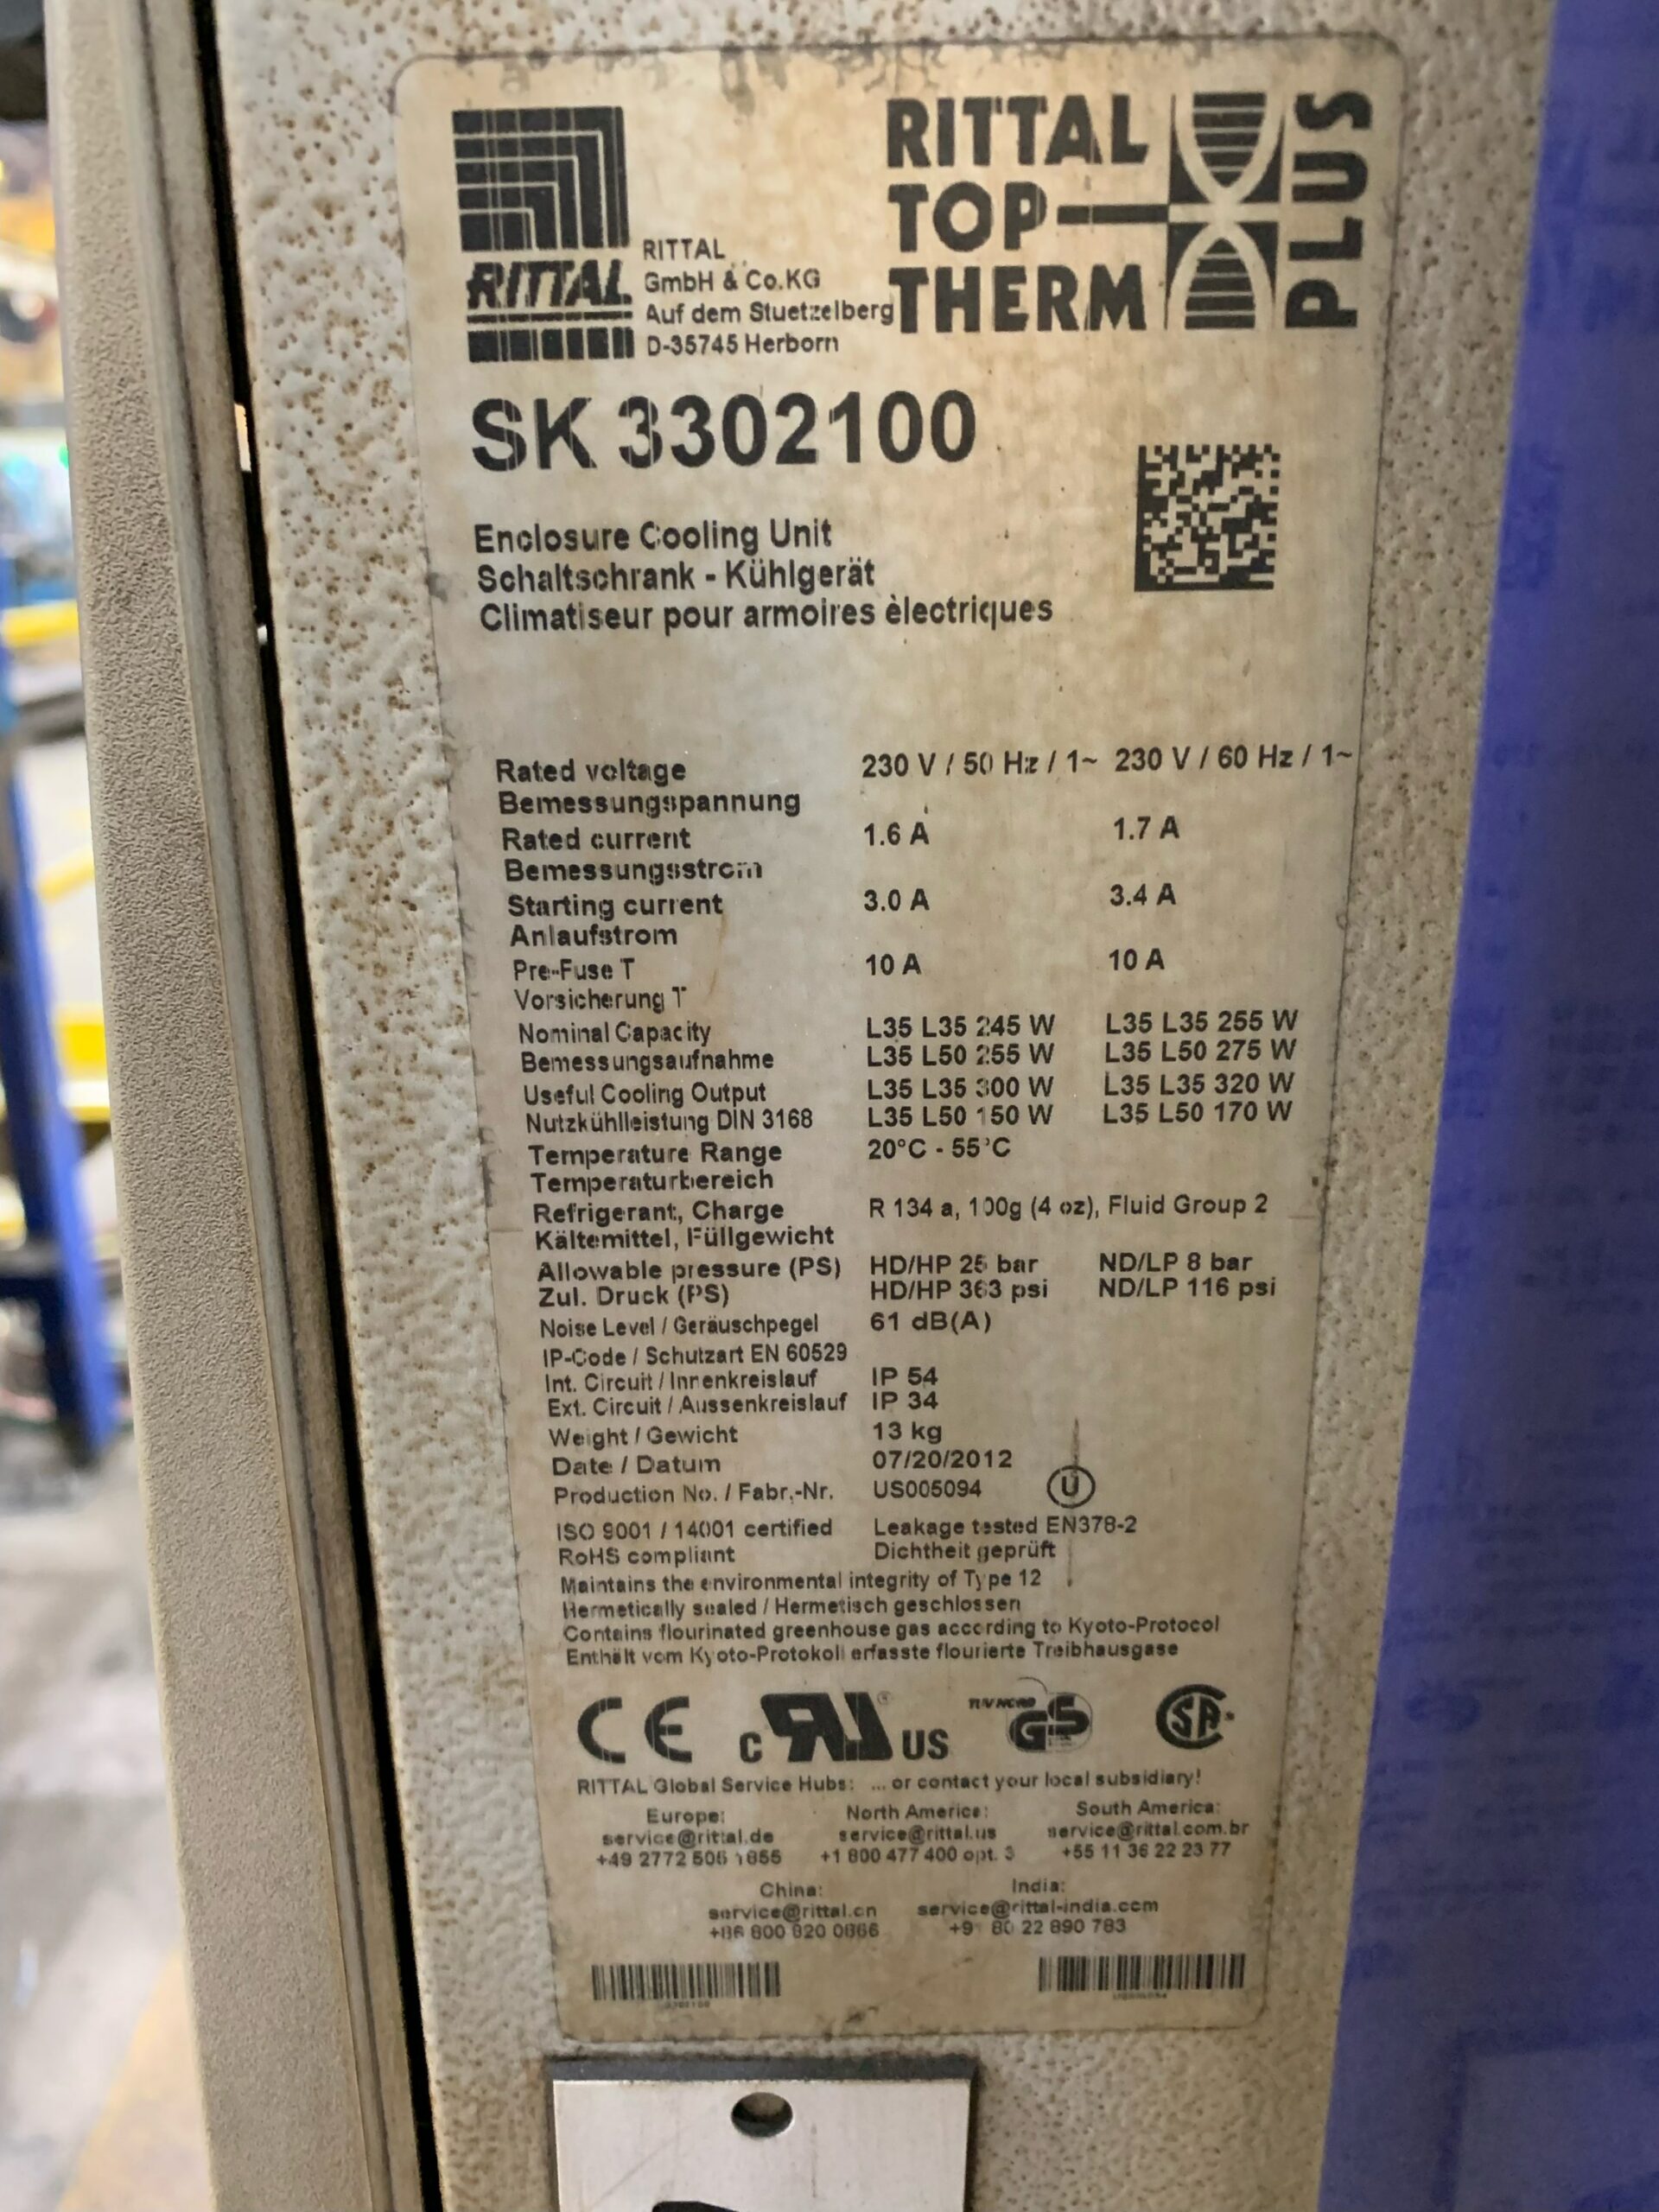 RITTAL
TOP
THERM
PLUS
RITTAL
RITTAL
GmbH & Co.KG
Auf dem Stuetzelberg
D-35745 Herborn
SK 3302100
Enclosure Cooling Unit
Schaltschrank - Kühlgerät
Climatiseur pour armoires èlectriques
Rated voltage 230 V / 50 Hz / 1~ 230 V / 60 Hz / 1~
Bemessungspannung
Rated current 1.6 A 1.7 A
Bemessungsstrom
Starting current 3.0 A 3.4 A
Anlaufstrom
Pre-Fuse T 10 A 10 A
Vorsicherung T
Nominal Capacity L35 L35 245 W L35 L35 255 W
Bemessungsaufnahme L35 L50 255 W L35 L50 275 W
Useful Cooling Output L35 L35 300 W L35 L35 320 W
Nutzkühlleistung DIN 3168 L35 L50 150 W L35 L50 170 W
Temperature Range 20°C - 55°C
Temperaturbereich
Refrigerant, Charge R 134 a, 100g (4 oz), Fluid Group 2
Kältemittel, Füllgewicht
Allowable pressure (PS) HD/HP 25 bar ND/LP 8 bar
Zul. Druck (PS) HD/HP 363 psi ND/LP 116 psi
Noise Level / Geräuschpegel 61 dB(A)
IP-Code / Schutzart EN 60529
Int. Circuit / Innenkreislauf IP 54
Ext. Circuit / Aussenkreislauf IP 34
Weight / Gewicht 13 kg
Date / Datum 07/20/2012
Production No. / Fabr.-Nr. US005094 U
ISO 9001 / 14001 certified Leakage tested EN378-2
RoHS compliant Dichtheit geprüft
Maintains the environmental integrity of Type 12
Hermetically sealed / Hermetisch geschlossen
Contains flourinated greenhouse gas according to Kyoto-Protocol
Enthält vom Kyoto-Protokoll erfasste flourierte Treibhausgase
CE c RU US TUV NORD GS SA
RITTAL Global Service Hubs: ... or contact your local subsidiary!
Europe: North America: South America:
service@rittal.de service@rittal.us service@rittal.com.br
+49 2772 505 1855 +1 800 477 400 opt. 3 +55 11 36 22 23 77
China: India:
service@rittal.cn service@rittal-india.com
+86 800 820 0866 80 22 890 783